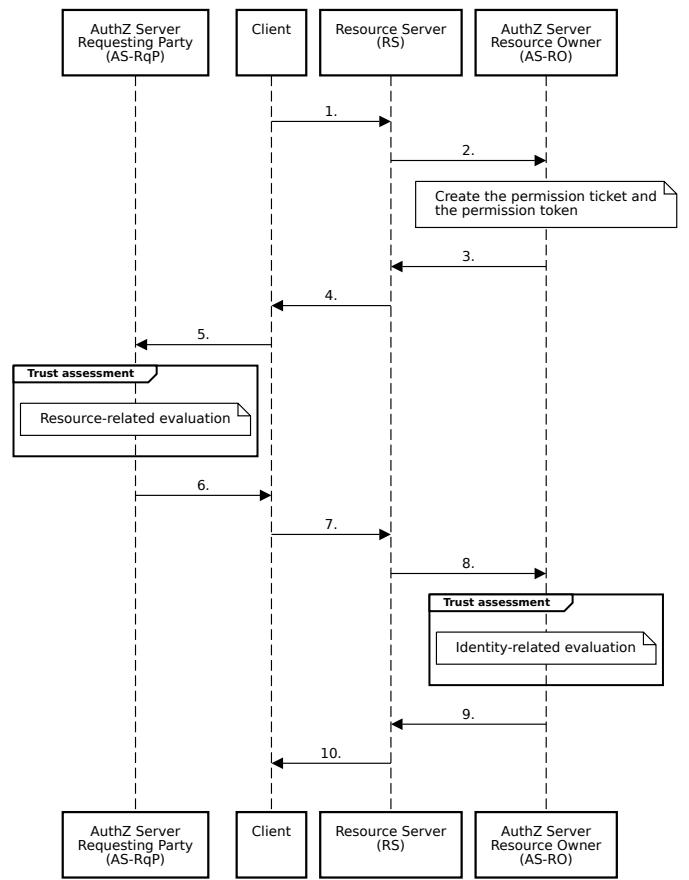 AuthZ Server
Requesting Party
(AS-RqP)
Client
Resource Server
(RS)
AuthZ Server
Resource Owner
(AS-RO)
1.
2.
Create the permission ticket and
the permission token
3.
4.
5.
Trust assessment
Resource-related evaluation
6.
7.
8.
Trust assessment
Identity-related evaluation
9.
10.
AuthZ Server
Requesting Party
(AS-RqP)
Client
Resource Server
(RS)
AuthZ Server
Resource Owner
(AS-RO)